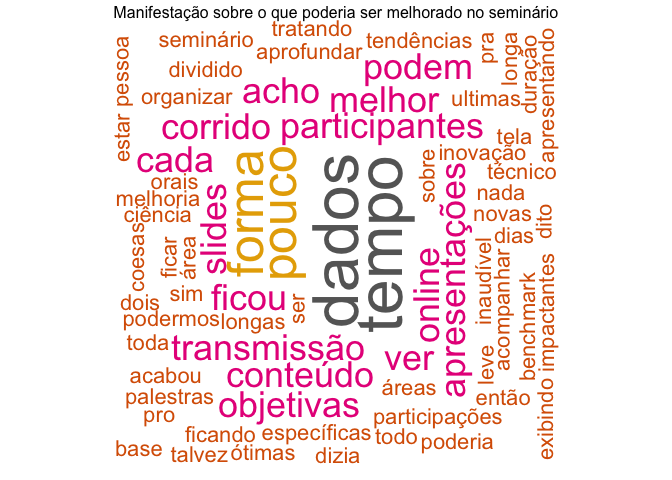 Manifestação sobre o que poderia ser melhorado no seminário
tratando
seminário
tendências
pra
longa
duração
apresentando
estar pessoa
aprofundar
dividido
podem
organizar
acho
melhor
ultimas
corrido
participantes
tela
cada
forma
pouco
dados
tempo
sobre
inovação
técnico
orais
slides
apresentações
nada
melhoria
ciência
novas
dito
dias
coesas
ficar
área
online
inaudível
acompanhar
benchmark
impactantes
sim
ficou
ser
dois
podermos
longas
toda
transmissão
ver
leve
acabou
conteúdo
áreas
então
exibindo
palestras
objetivas
pro
participações
ficando
específicas
todo
poderia
base
talvez
ótimas
dizia